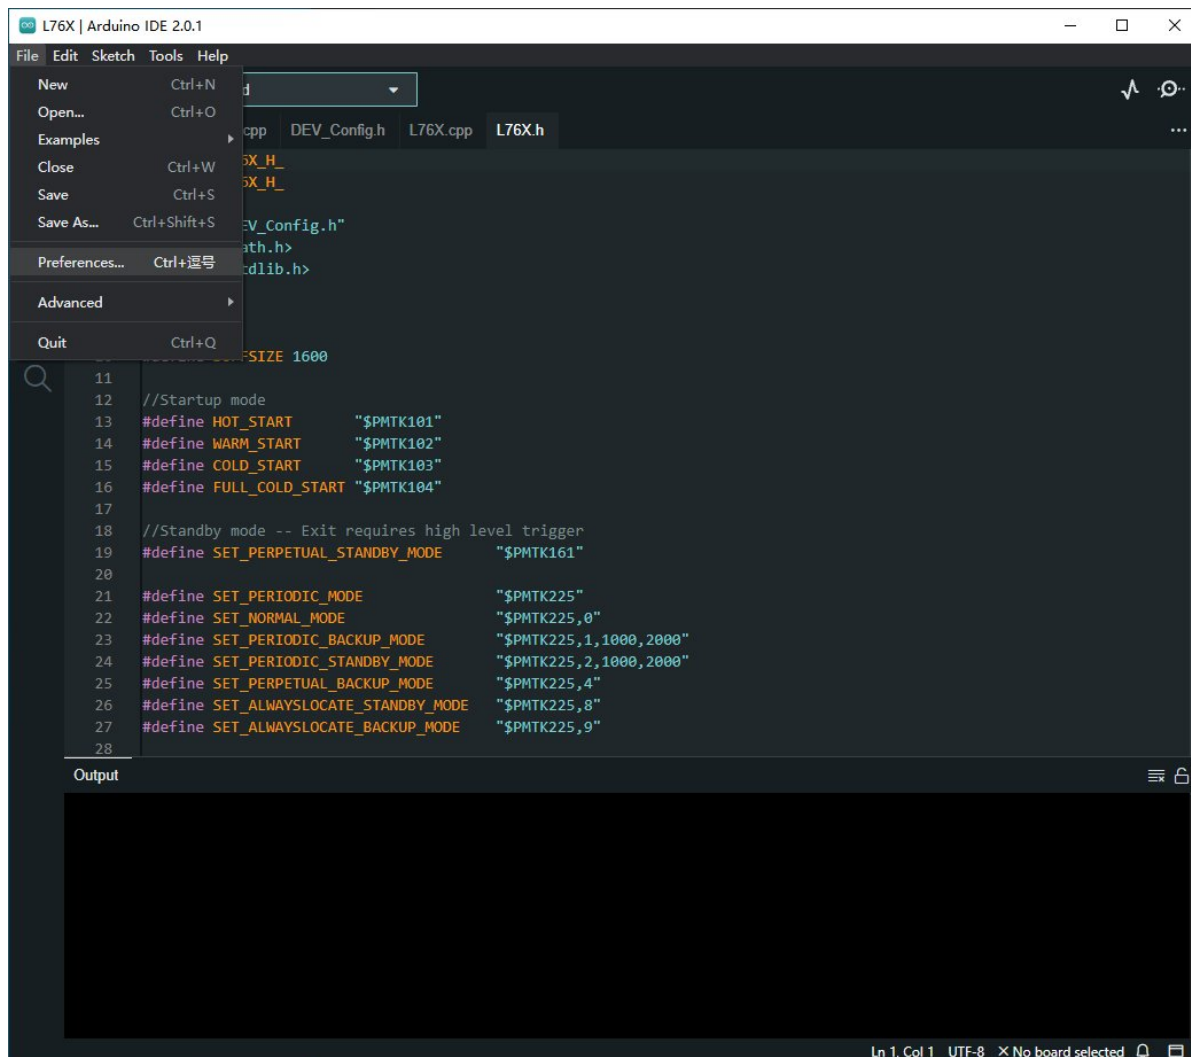 L76X | Arduino IDE 2.0.1
File Edit Sketch Tools Help
New Ctrl+N
Open... Ctrl+O
Examples
Close Ctrl+W
Save Ctrl+S
Save As... Ctrl+Shift+S
Preferences... Ctrl+逗号
Advanced
Quit Ctrl+Q
d
cpp DEV_Config.h L76X.cpp L76X.h
6X_H_
6X_H_
EV_Config.h"
ath.h>
tdlib.h>
FSIZE 1600
11
12 //Startup mode
13 #define HOT_START "$PMTK101"
14 #define WARM_START "$PMTK102"
15 #define COLD_START "$PMTK103"
16 #define FULL_COLD_START "$PMTK104"
17
18 //Standby mode -- Exit requires high level trigger
19 #define SET_PERPETUAL_STANDBY_MODE "$PMTK161"
20
21 #define SET_PERIODIC_MODE "$PMTK225"
22 #define SET_NORMAL_MODE "$PMTK225,0"
23 #define SET_PERIODIC_BACKUP_MODE "$PMTK225,1,1000,2000"
24 #define SET_PERIODIC_STANDBY_MODE "$PMTK225,2,1000,2000"
25 #define SET_PERPETUAL_BACKUP_MODE "$PMTK225,4"
26 #define SET_ALWAYSLOCATE_STANDBY_MODE "$PMTK225,8"
27 #define SET_ALWAYSLOCATE_BACKUP_MODE "$PMTK225,9"
28
Output
Ln 1, Col 1 UTF-8 No board selected